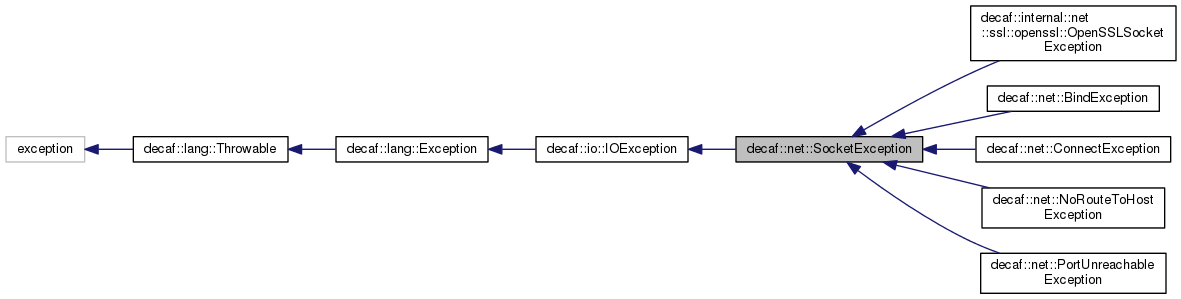 decaf::internal::net
::ssl::openssl::OpenSSLSocket
Exception
decaf::net::BindException
exception
decaf::lang::Throwable
decaf::lang::Exception
decaf::io::IOException
decaf::net::SocketException
decaf::net::ConnectException
decaf::net::NoRouteToHost
Exception
decaf::net::PortUnreachable
Exception